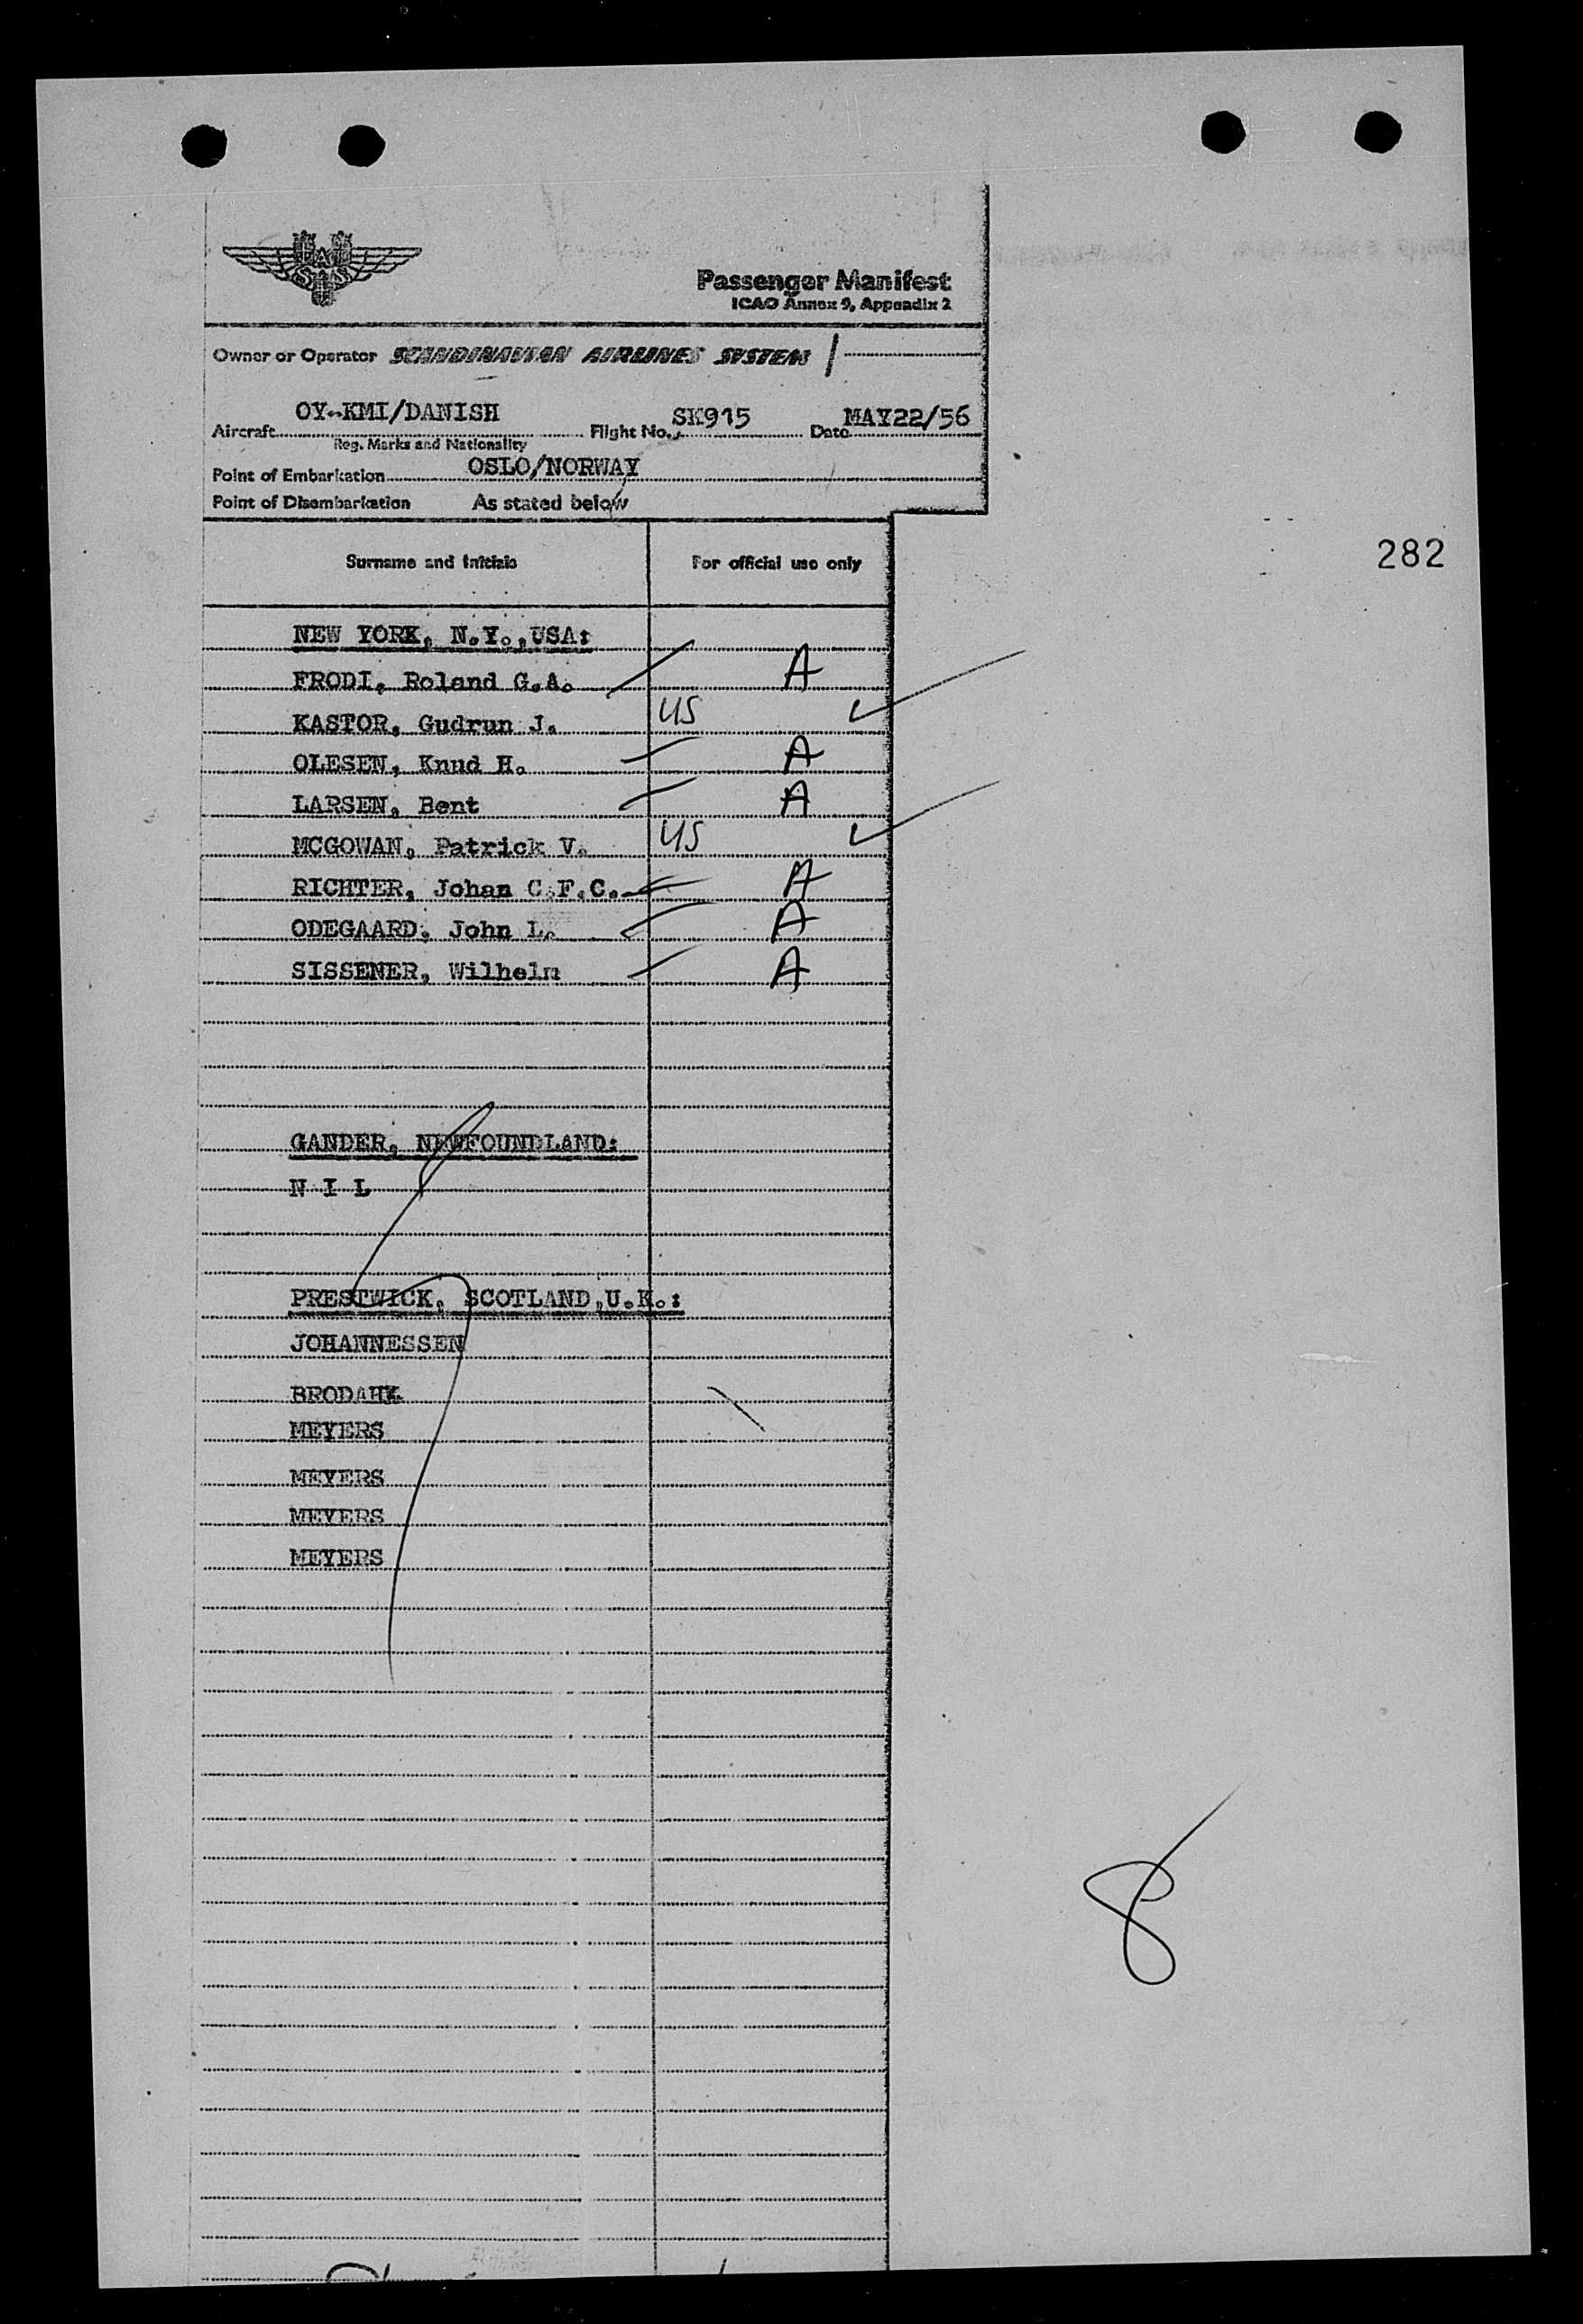 SAS
Passenger Manifest
ICAO Annex 9, Appendix 2
Owner or Operator SCANDINAVIAN AIRLINES SYSTEM
OY-KMI/DANISH SK915 MAY22/56
Aircraft Flight No. Date
Reg. Marks and Nationality
Point of Embarkation OSLO/NORWAY
Point of Disembarkation As stated below
282
Surname and Initials For official use only
NEW YORK, N.Y., USA:
FRODI, Roland G.A. A
KASTOR, Gudrun J. US
OLESEN, Knud H. A
LARSEN, Bent A
MCGOWAN, Patrick V. US
RICHTER, Johan C.F.C. A
ODEGAARD, John L. A
SISSENER, Wilhelm A
GANDER, NEWFOUNDLAND:
N I L
PRESTWICK, SCOTLAND, U.K.:
JOHANNESSEN
MEYERS
MEYERS
MEYERS
MEYERS
8